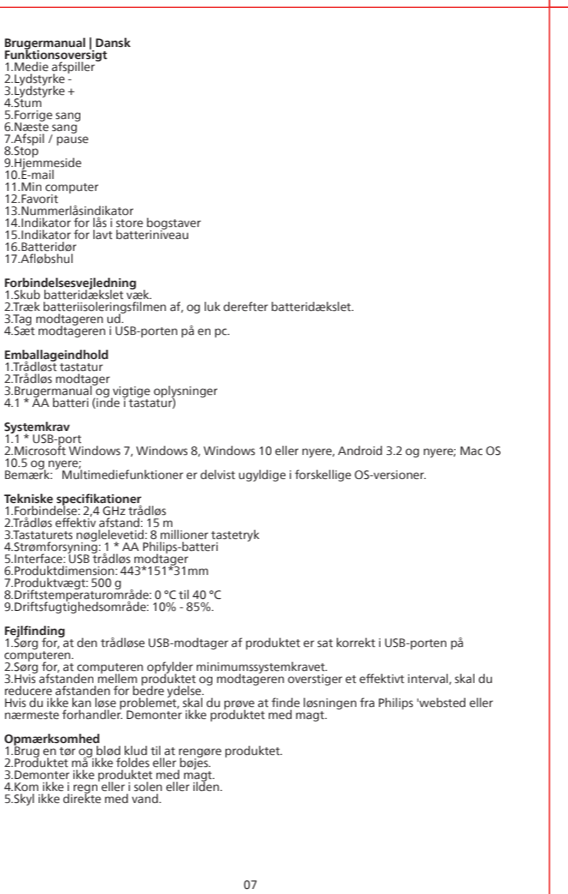 Brugermanual | Dansk
Funktionsoversigt
1.Medie afspiller
2.Lydstyrke -
3.Lydstyrke +
4.Stum
5.Forrige sang
6.Næste sang
7.Afspil / pause
8.Stop
9.Hjemmeside
10.E-mail
11.Min computer
12.Favorit
13.Nummerlåsindikator
14.Indikator for lås i store bogstaver
15.Indikator for lavt batteriniveau
16.Batteridør
17.Afløbshul
Forbindelsesvejledning
1.Skub batteridækslet væk.
2.Træk batteriisoleringsfilmen af, og luk derefter batteridækslet.
3.Tag modtageren ud.
4.Sæt modtageren i USB-porten på en pc.
Emballageindhold
1.Trådløst tastatur
2.Trådløs modtager
3.Brugermanual og vigtige oplysninger
4.1 * AA batteri (inde i tastatur)
Systemkrav
1.1 * USB-port
2.Microsoft Windows 7, Windows 8, Windows 10 eller nyere, Android 3.2 og nyere; Mac OS
10.5 og nyere;
Bemærk: Multimediefunktioner er delvist ugyldige i forskellige OS-versioner.
Tekniske specifikationer
1.Forbindelse: 2,4 GHz trådløs
2.Trådløs effektiv afstand: 15 m
3.Tastaturets nøglelevetid: 8 millioner tastetryk
4.Strømforsyning: 1 * AA Philips-batteri
5.Interface: USB trådløs modtager
6.Produktdimension: 443*151*31mm
7.Produktvægt: 500 g
8.Driftstemperaturområde: 0 °C til 40 °C
9.Driftsfugtighedsområde: 10% - 85%.
Fejlfinding
1.Sørg for, at den trådløse USB-modtager af produktet er sat korrekt i USB-porten på
computeren.
2.Sørg for, at computeren opfylder minimumssystemkravet.
3.Hvis afstanden mellem produktet og modtageren overstiger et effektivt interval, skal du
reducere afstanden for bedre ydelse.
Hvis du ikke kan løse problemet, skal du prøve at finde løsningen fra Philips 'websted eller
nærmeste forhandler. Demonter ikke produktet med magt.
Opmærksomhed
1.Brug en tør og blød klud til at rengøre produktet.
2.Produktet må ikke foldes eller bøjes.
3.Demonter ikke produktet med magt.
4.Kom ikke i regn eller i solen eller ilden.
5.Skyl ikke direkte med vand.
07